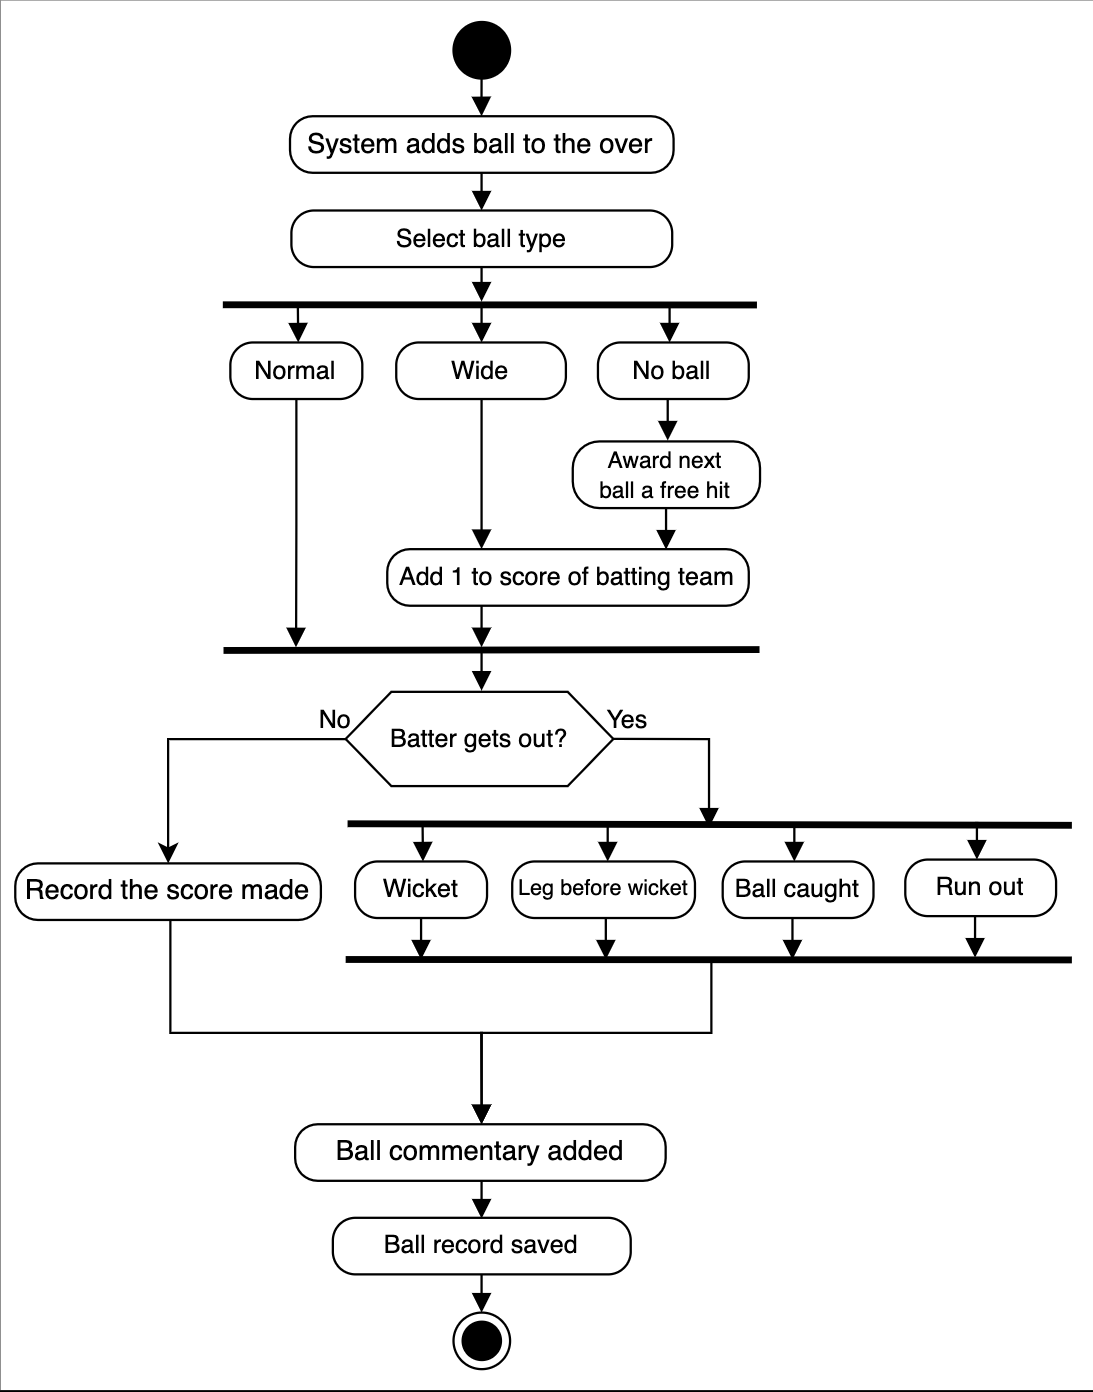 System adds ball to the over
Select ball type
Normal
Wide
No ball
Award next
ball a free hit
Add 1 to score of batting team
Batter gets out?
No
Yes
Record the score made
Wicket
Leg before wicket
Ball caught
Run out
Ball commentary added
Ball record saved